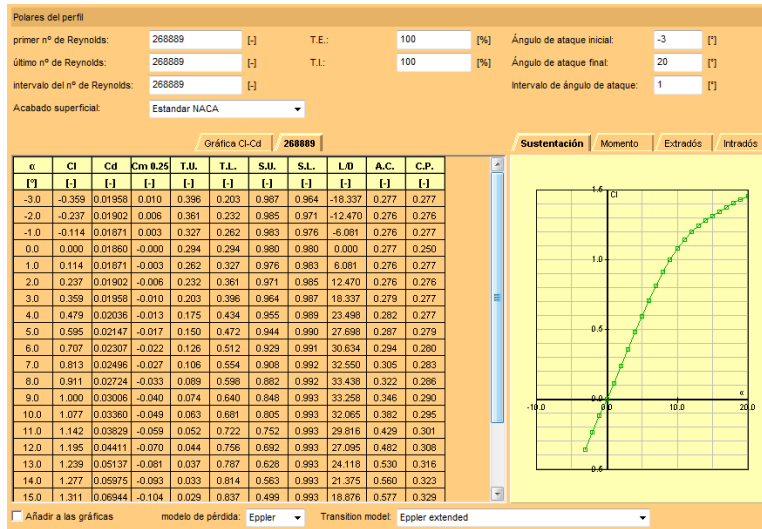 Polares del perfil
primer nº de Reynolds: 268889 [-] T.E.: 100 [%] Ángulo de ataque inicial: -3 [°]
último nº de Reynolds: 268889 [-] T.I.: 100 [%] Ángulo de ataque final: 20 [°]
intervalo del nº de Reynolds: 268889 [-] Intervalo de ángulo de ataque: 1 [°]
Acabado superficial: Estandar NACA
Gráfica Cl-Cd 268889 Sustentación Momento Extradós Intradós
α Cl Cd Cm 0.25 T.U. T.L. S.U. S.L. L/D A.C. C.P.
[°] [-] [-] [-] [-] [-] [-] [-] [-] [-] [-]
-3.0 -0.359 0.01958 0.010 0.396 0.203 0.987 0.964 -18.337 0.277 0.277
-2.0 -0.237 0.01902 0.006 0.361 0.232 0.985 0.971 -12.470 0.276 0.276
-1.0 -0.114 0.01871 0.003 0.327 0.262 0.983 0.976 -6.081 0.276 0.277
0.0 0.000 0.01860 -0.000 0.294 0.294 0.980 0.980 0.000 0.277 0.250
1.0 0.114 0.01871 -0.003 0.262 0.327 0.976 0.983 6.081 0.276 0.277
2.0 0.237 0.01902 -0.006 0.232 0.361 0.971 0.985 12.470 0.276 0.276
3.0 0.359 0.01958 -0.010 0.203 0.396 0.964 0.987 18.337 0.279 0.277
4.0 0.479 0.02036 -0.013 0.175 0.434 0.955 0.989 23.498 0.282 0.277
5.0 0.595 0.02147 -0.017 0.150 0.472 0.944 0.990 27.698 0.287 0.279
6.0 0.707 0.02307 -0.022 0.126 0.512 0.929 0.991 30.634 0.294 0.280
7.0 0.813 0.02496 -0.027 0.106 0.554 0.908 0.992 32.550 0.305 0.283
8.0 0.911 0.02724 -0.033 0.089 0.598 0.882 0.992 33.438 0.322 0.286
9.0 1.000 0.03006 -0.040 0.074 0.640 0.848 0.993 33.258 0.346 0.290
10.0 1.077 0.03360 -0.049 0.063 0.681 0.805 0.993 32.065 0.382 0.295
11.0 1.142 0.03829 -0.059 0.052 0.722 0.752 0.993 29.816 0.429 0.301
12.0 1.195 0.04411 -0.070 0.044 0.756 0.692 0.993 27.095 0.482 0.308
13.0 1.239 0.05137 -0.081 0.037 0.787 0.628 0.993 24.118 0.530 0.316
14.0 1.277 0.05975 -0.093 0.033 0.814 0.563 0.993 21.375 0.560 0.323
15.0 1.311 0.06944 -0.104 0.029 0.837 0.499 0.993 18.876 0.577 0.329
1.5 Cl
1.0
0.5
0.0 α
-10.0 0.0 10.0 20.0
Añadir a las gráficas modelo de pérdida: Eppler Transition model: Eppler extended